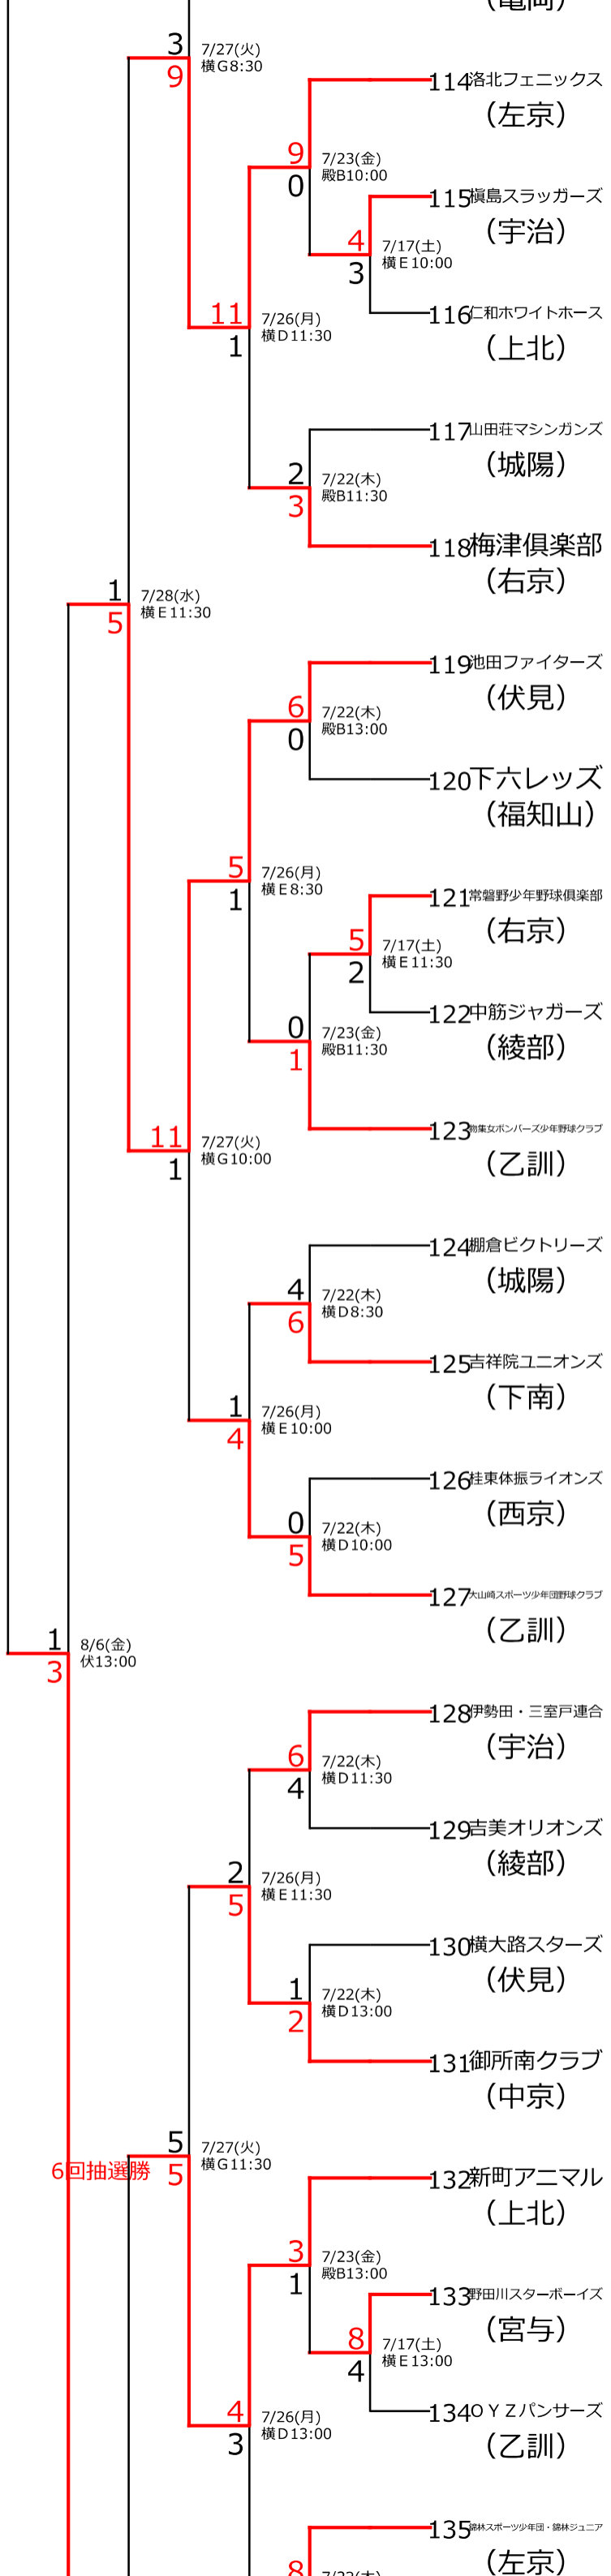 (亀岡)
3
7/27(火)
9
横G8:30
114洛北フェニックス
(左京)
9
7/23(金)
0
殿B10:00
115槇島スラッガーズ
(宇治)
4
7/17(土)
3
横E10:00
116仁和ホワイトホース
(上北)
11
7/26(月)
1
横D11:30
117山田荘マシンガンズ
(城陽)
2
7/22(木)
3
殿B11:30
118梅津倶楽部
(右京)
1
7/28(水)
5
横E11:30
119池田ファイターズ
(伏見)
6
7/22(木)
0
殿B13:00
120下六レッズ
(福知山)
5
7/26(月)
1
横E8:30
121常磐野少年野球倶楽部
(右京)
5
7/17(土)
2
横E11:30
122中筋ジャガーズ
(綾部)
0
7/23(金)
1
殿B11:30
123物集女ボンバーズ少年野球クラブ
(乙訓)
11
7/27(火)
1
横G10:00
124棚倉ビクトリーズ
(城陽)
4
7/22(木)
6
横D8:30
125吉祥院ユニオンズ
(下南)
1
7/26(月)
4
横E10:00
126桂東体振ライオンズ
(西京)
0
7/22(木)
5
横D10:00
127大山崎スポーツ少年団野球クラブ
(乙訓)
1
8/6(金)
3
伏13:00
128伊勢田・三室戸連合
(宇治)
6
7/22(木)
4
横D11:30
129吉美オリオンズ
(綾部)
2
7/26(月)
5
横E11:30
130横大路スターズ
(伏見)
1
7/22(木)
2
横D13:00
131御所南クラブ
(中京)
5
7/27(火)
6回抽選勝
5
横G11:30
132新町アニマル
(上北)
3
7/23(金)
1
殿B13:00
133野田川スターボーイズ
(宮与)
8
7/17(土)
4
横E13:00
134OYZパンサーズ
(乙訓)
4
7/26(月)
3
横D13:00
135錦林スポーツ少年団・錦林ジュニア
(左京)
8